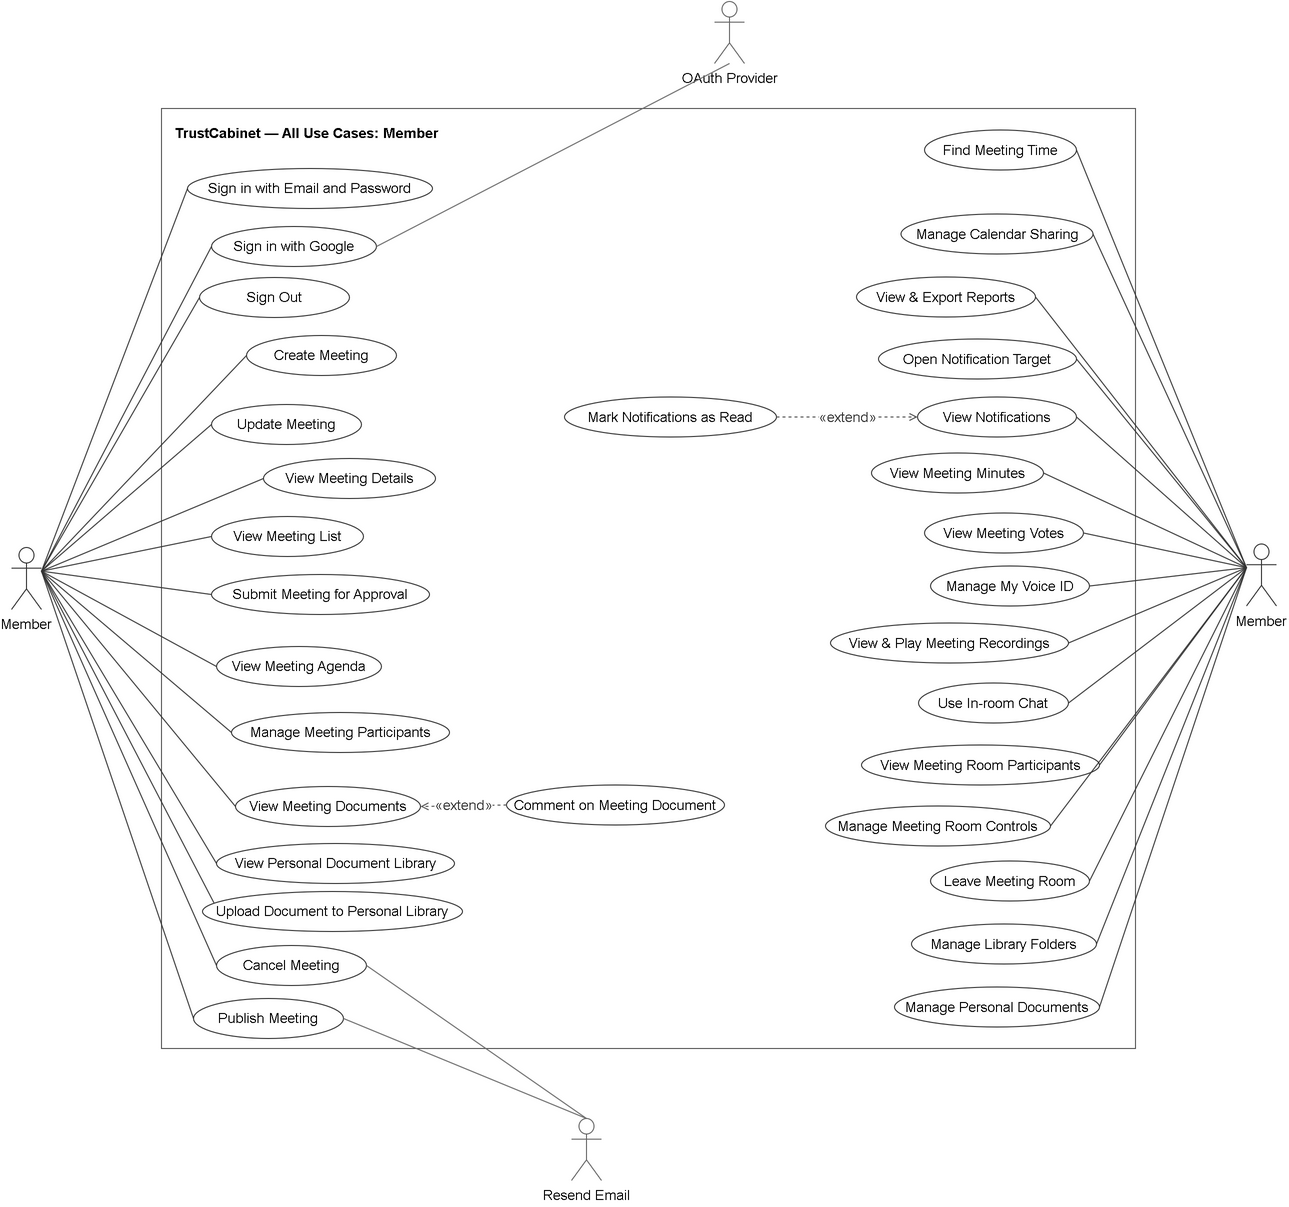 OAuth Provider
TrustCabinet — All Use Cases: Member
Sign in with Email and Password
Sign in with Google
Sign Out
Create Meeting
Update Meeting
View Meeting Details
View Meeting List
Submit Meeting for Approval
View Meeting Agenda
Manage Meeting Participants
View Meeting Documents
«extend»
Comment on Meeting Document
View Personal Document Library
Upload Document to Personal Library
Cancel Meeting
Publish Meeting
Member
Find Meeting Time
Manage Calendar Sharing
View & Export Reports
Open Notification Target
Mark Notifications as Read
«extend»
View Notifications
View Meeting Minutes
View Meeting Votes
Manage My Voice ID
View & Play Meeting Recordings
Use In-room Chat
View Meeting Room Participants
Manage Meeting Room Controls
Leave Meeting Room
Manage Library Folders
Manage Personal Documents
Member
Resend Email